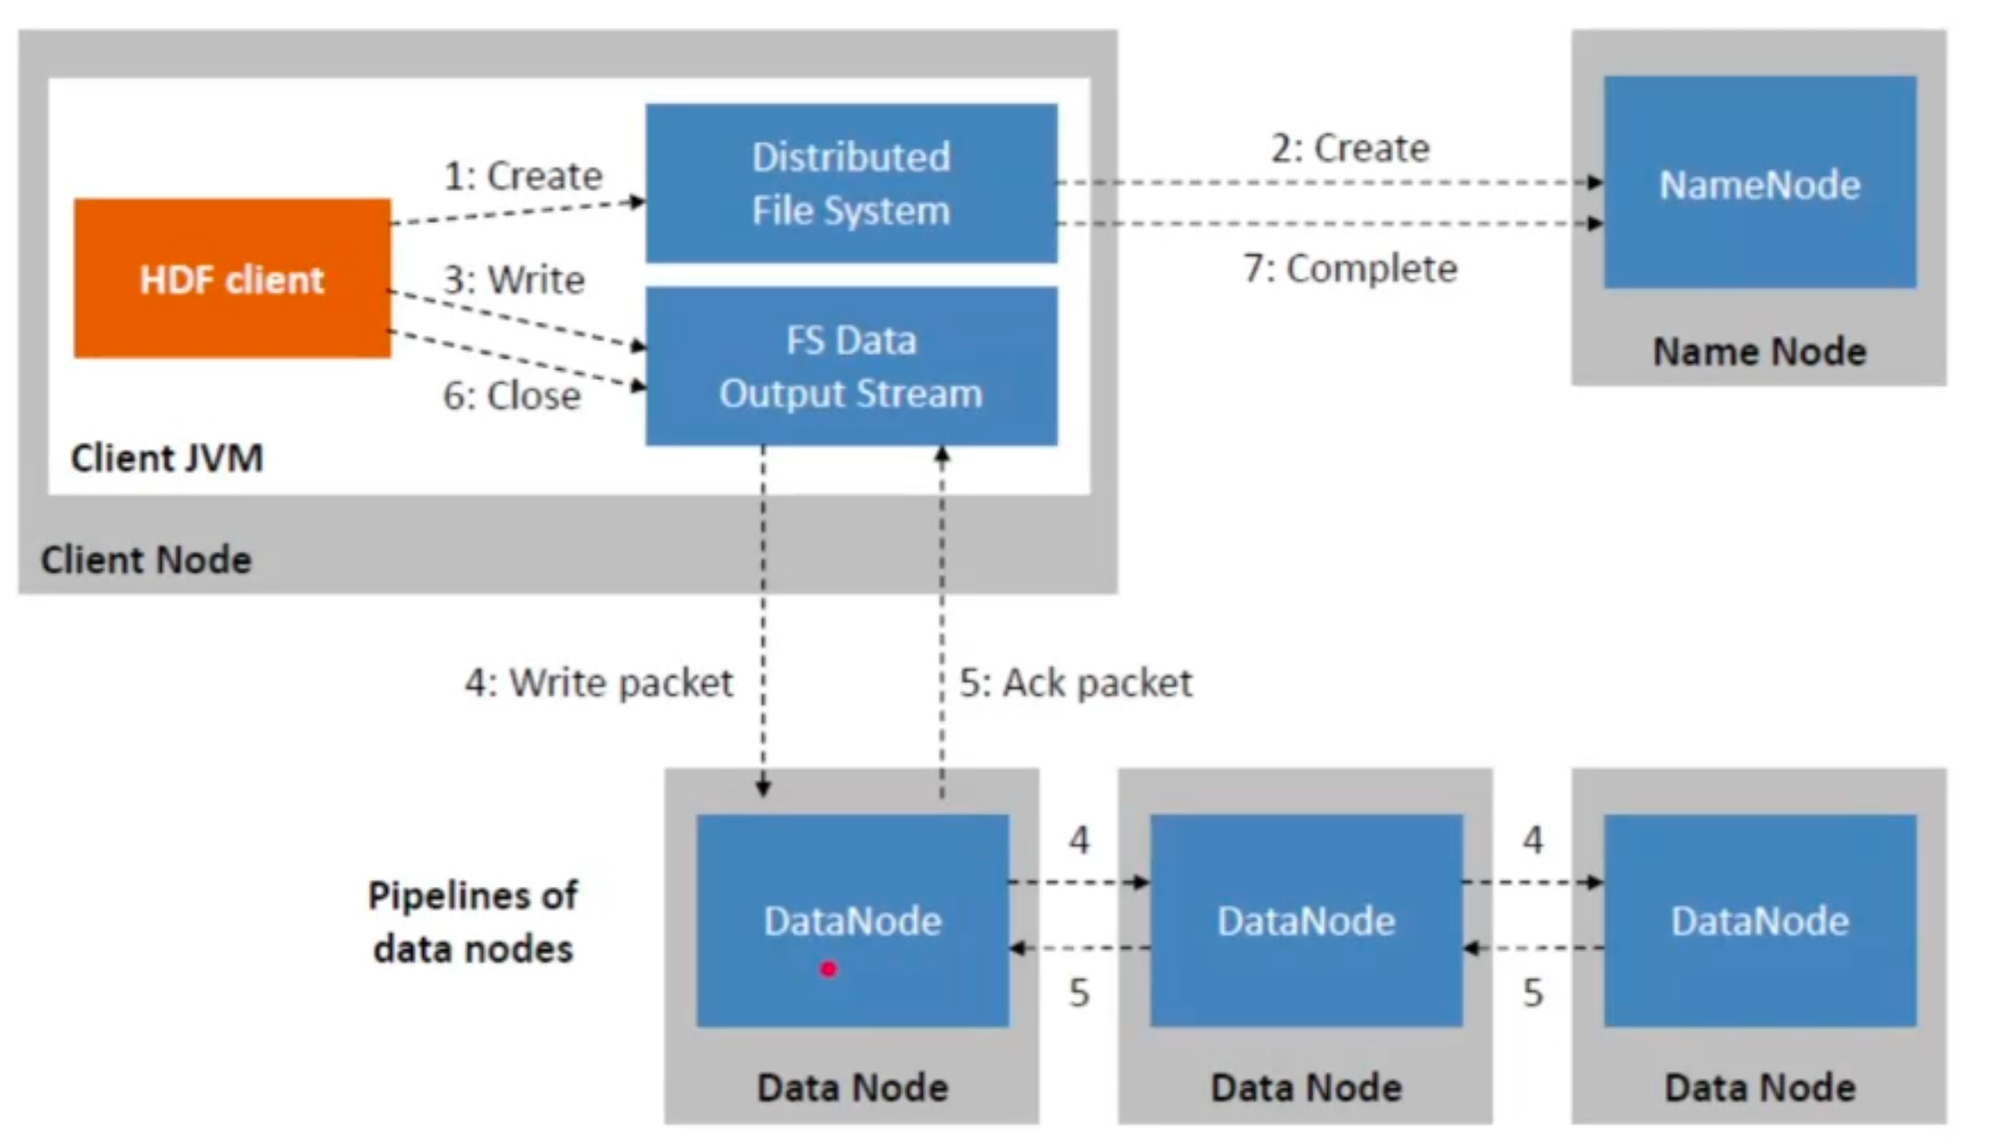 1: Create
Distributed
File System
2: Create
NameNode
HDF client
3: Write
7: Complete
FS Data
Output Stream
Name Node
6: Close
Client JVM
Client Node
4: Write packet
5: Ack packet
Pipelines of
data nodes
4
4
DataNode
DataNode
DataNode
5
5
Data Node
Data Node
Data Node